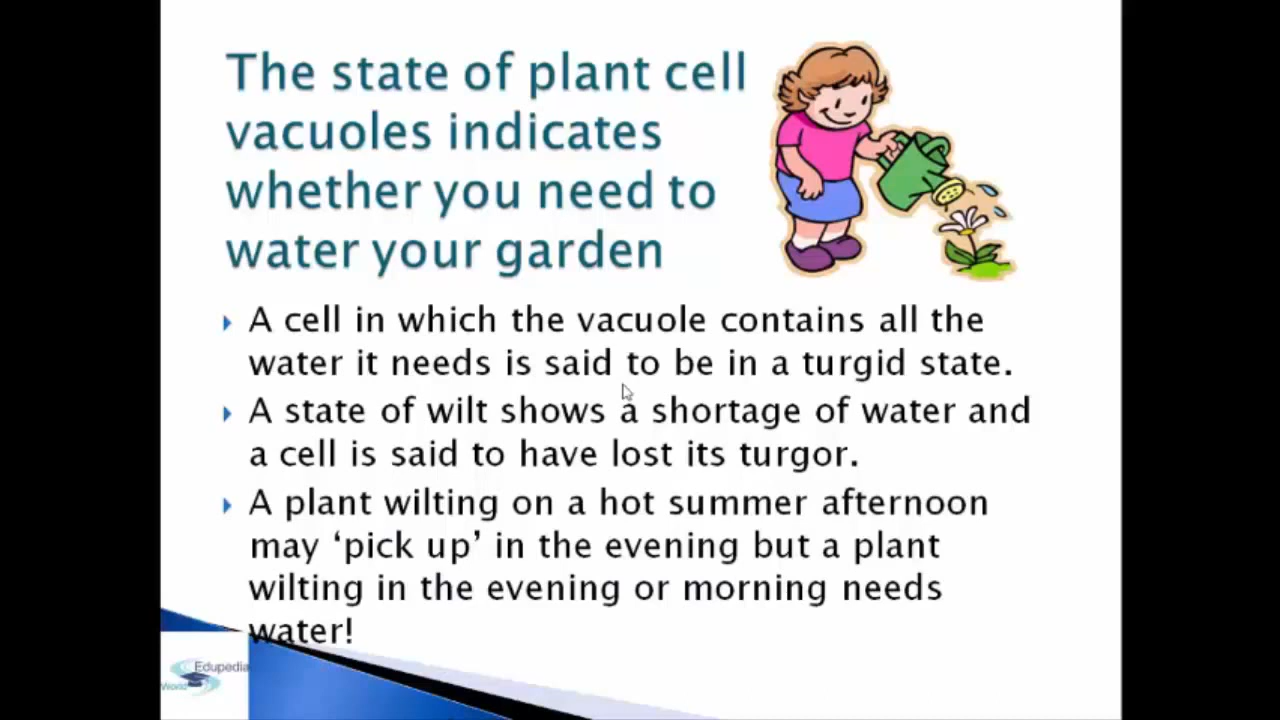 The state of plant cell
vacuoles indicates
whether you need to
water your garden
A cell in which the vacuole contains all the
water it needs is said to be in a turgid state.
A state of wilt shows a shortage of water and
a cell is said to have lost its turgor.
A plant wilting on a hot summer afternoon
may ‘pick up’ in the evening but a plant
wilting in the evening or morning needs
water!
Edupedia
World